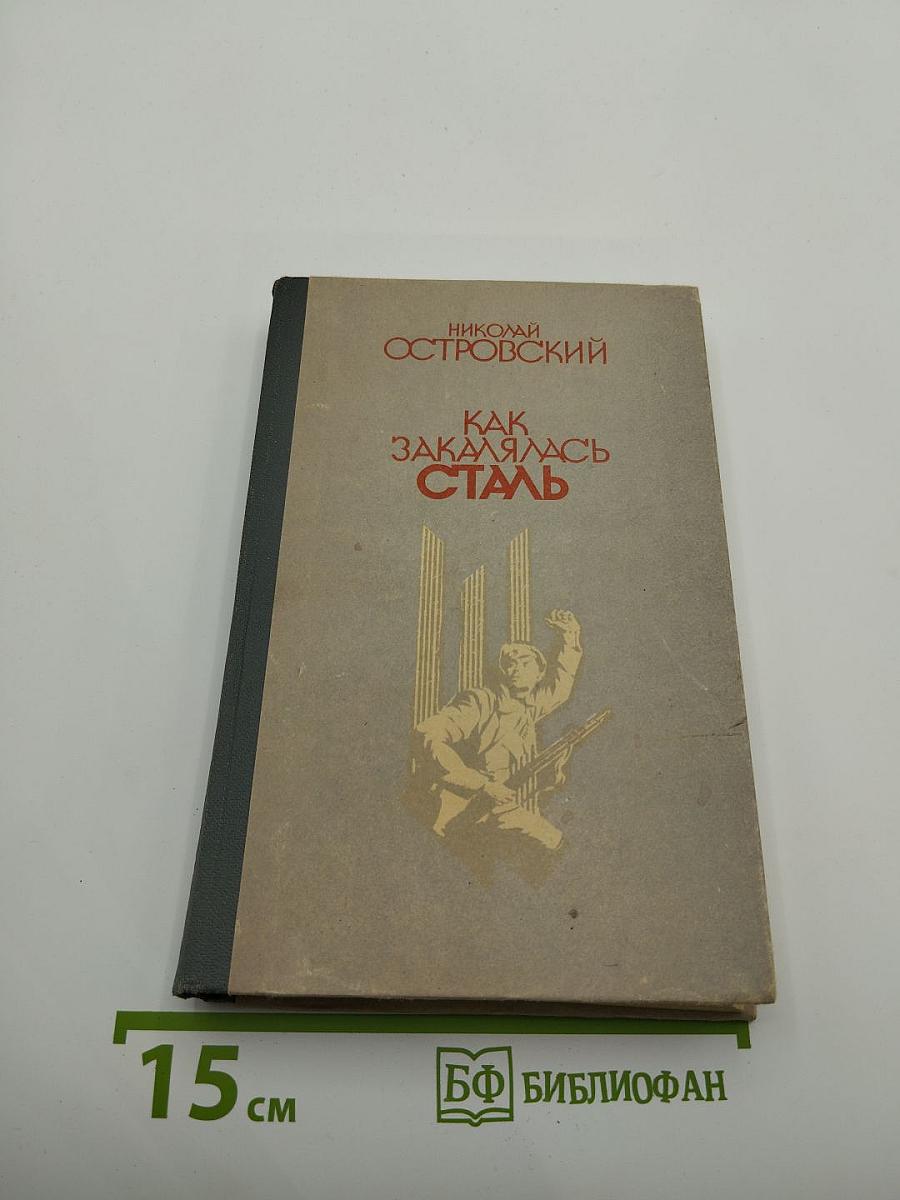 НИКОЛАЙ
ОСТРОВСКИЙ
КАК
ЗАКАЛЯЛАСЬ
СТАЛЬ
15 см
БФ БИБЛИОФАН